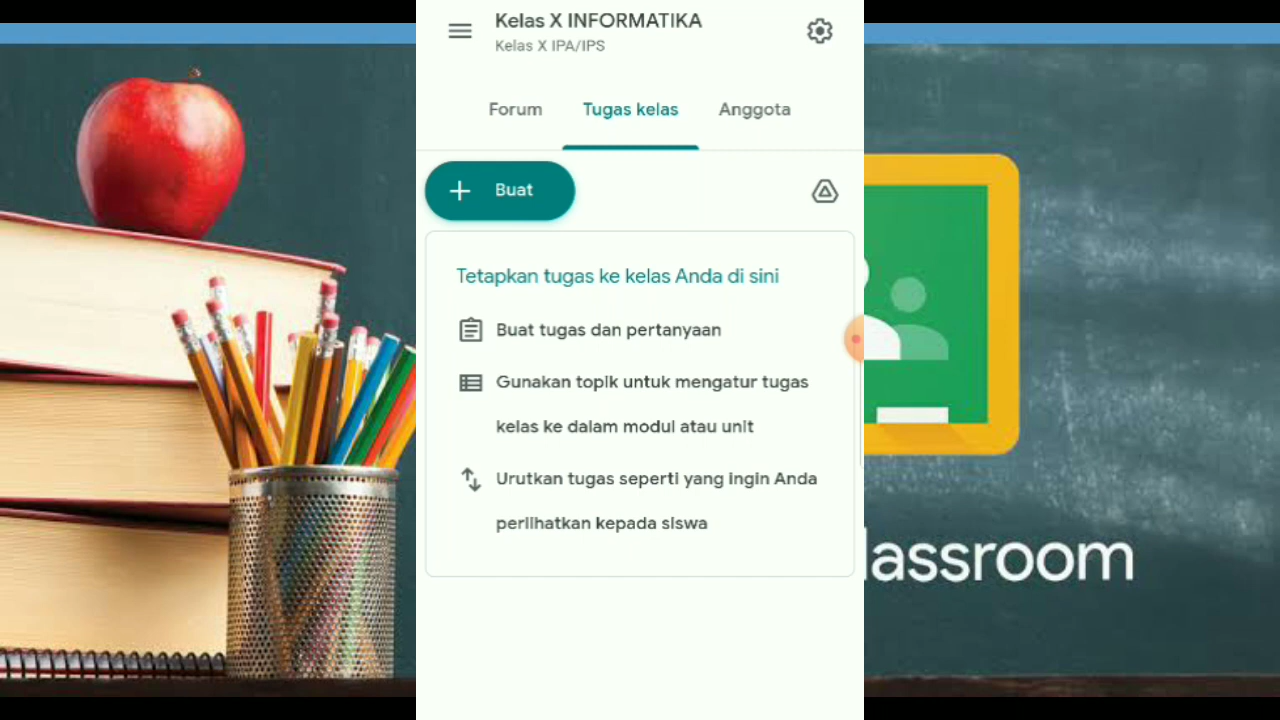 Kelas X INFORMATIKA
Kelas X IPA/IPS
Forum Tugas kelas Anggota
Buat
Tetapkan tugas ke kelas Anda di sini
Buat tugas dan pertanyaan
Gunakan topik untuk mengatur tugas
kelas ke dalam modul atau unit
Urutkan tugas seperti yang ingin Anda
perlihatkan kepada siswa
lassroom